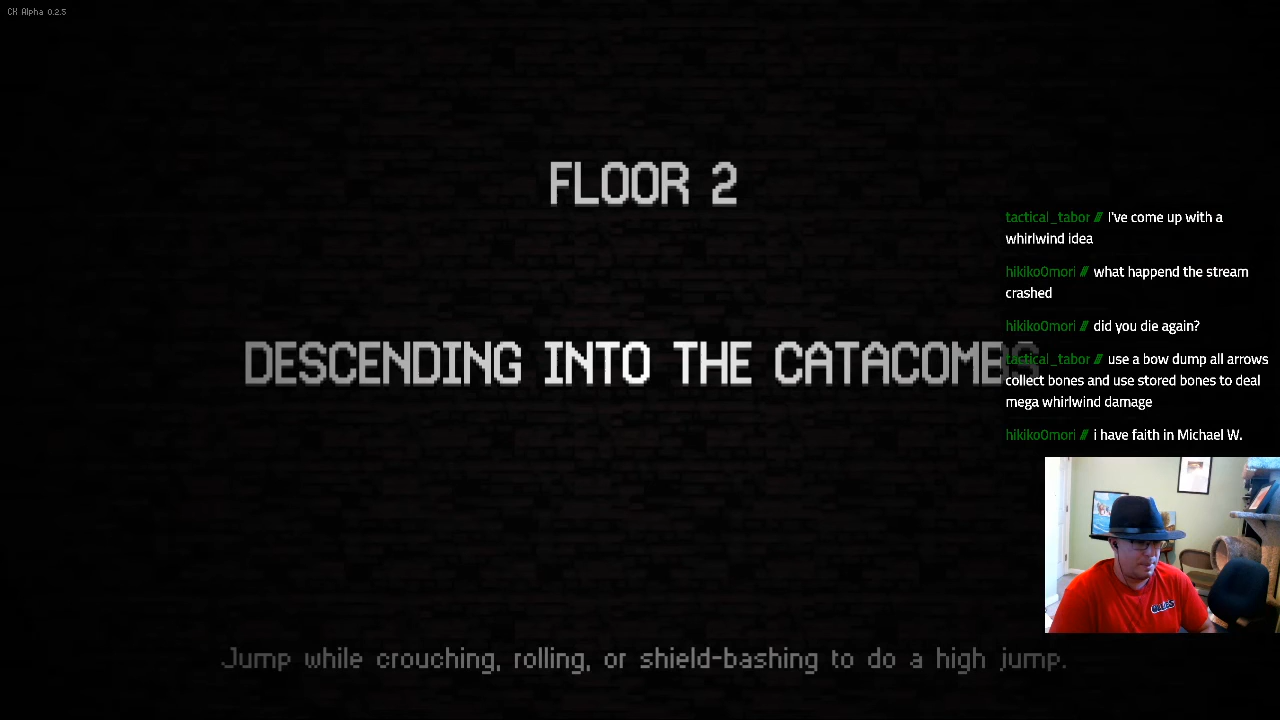 CK Alpha 0.2.5
FLOOR 2
DESCENDING INTO THE CATACOMBS
tactical_tabor /// I've come up with a
whirlwind idea
hikiko0mori /// what happend the stream
crashed
hikiko0mori /// did you die again?
tactical_tabor /// use a bow dump all arrows
collect bones and use stored bones to deal
mega whirlwind damage
hikiko0mori /// i have faith in Michael W.
Jump while crouching, rolling, or shield-bashing to do a high jump.